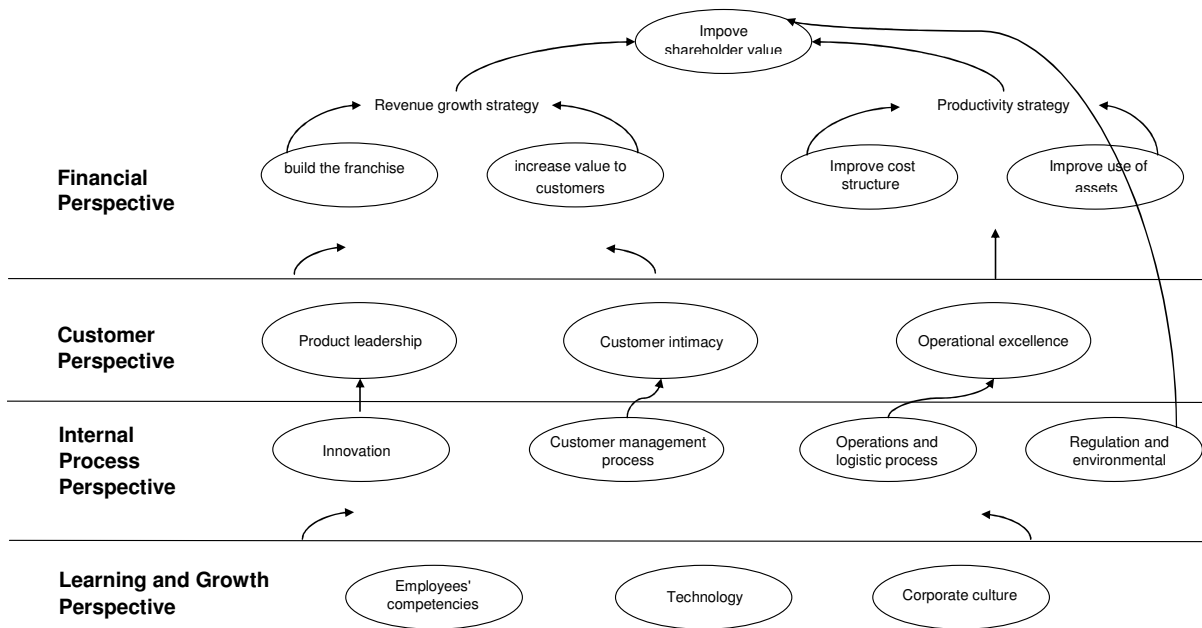 Impove
shareholder value
Revenue growth strategy
Productivity strategy
build the franchise
increase value to
customers
Improve cost
structure
Improve use of
assets
Financial
Perspective
Customer
Perspective
Product leadership
Customer intimacy
Operational excellence
Internal
Process
Perspective
Innovation
Customer management
process
Operations and
logistic process
Regulation and
environmental
Learning and Growth
Perspective
Employees'
competencies
Technology
Corporate culture